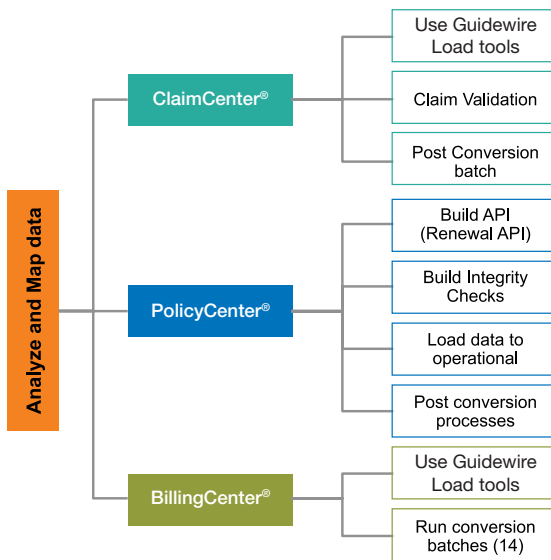 Analyze and Map data
ClaimCenter®
Use Guidewire
Load tools
Claim Validation
Post Conversion
batch
PolicyCenter®
Build API
(Renewal API)
Build Integrity
Checks
Load data to
operational
Post conversion
processes
BillingCenter®
Use Guidewire
Load tools
Run conversion
batches (14)